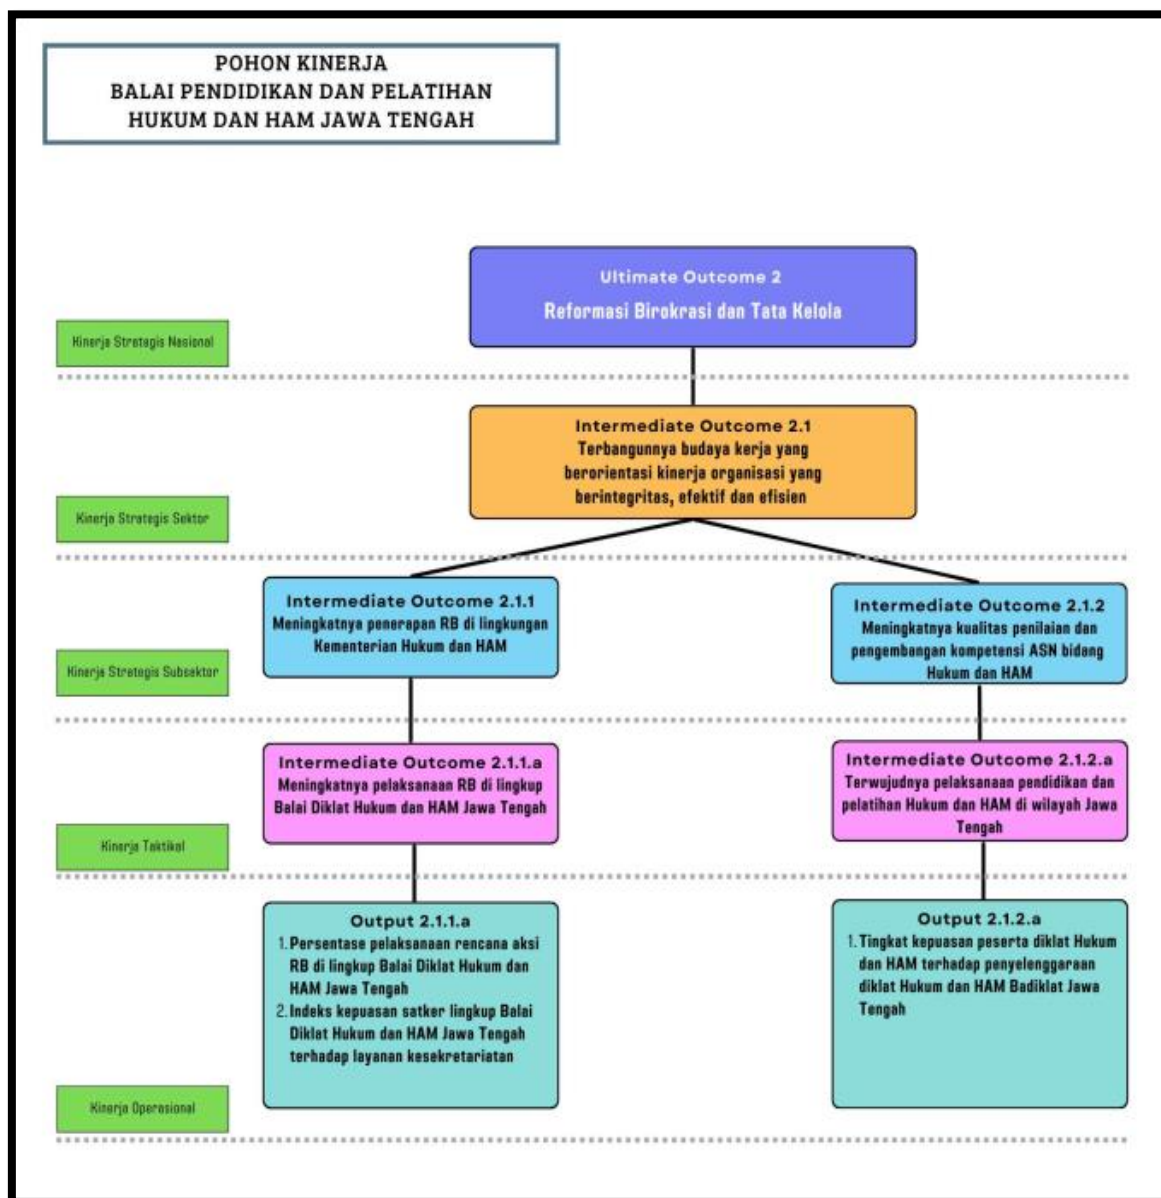 POHON KINERJA
BALAI PENDIDIKAN DAN PELATIHAN
HUKUM DAN HAM JAWA TENGAH
Ultimate Outcome 2
Reformasi Birokrasi dan Tata Kelola
Kinerja Strategis Nasional
Intermediate Outcome 2.1
Terbangunnya budaya kerja yang
berorientasi kinerja organisasi yang
berintegritas, efektif dan efisien
Kinerja Strategis Sektor
Intermediate Outcome 2.1.1
Meningkatnya penerapan RB di lingkungan
Kementerian Hukum dan HAM
Intermediate Outcome 2.1.2
Meningkatnya kualitas penilaian dan
pengembangan kompetensi ASN bidang
Hukum dan HAM
Kinerja Strategis Subsektor
Intermediate Outcome 2.1.1.a
Meningkatnya pelaksanaan RB di lingkup
Balai Diklat Hukum dan HAM Jawa Tengah
Intermediate Outcome 2.1.2.a
Terwujudnya pelaksanaan pendidikan dan
pelatihan Hukum dan HAM di wilayah Jawa
Tengah
Kinerja Taktikal
Output 2.1.1.a
1. Persentase pelaksanaan rencana aksi
RB di lingkup Balai Diklat Hukum dan
HAM Jawa Tengah
2. Indeks kepuasan satker lingkup Balai
Diklat Hukum dan HAM Jawa Tengah
terhadap layanan kesekretariatan
Output 2.1.2.a
1. Tingkat kepuasan peserta diklat Hukum
dan HAM terhadap penyelenggaraan
diklat Hukum dan HAM Badiklat Jawa
Tengah
Kinerja Operasional